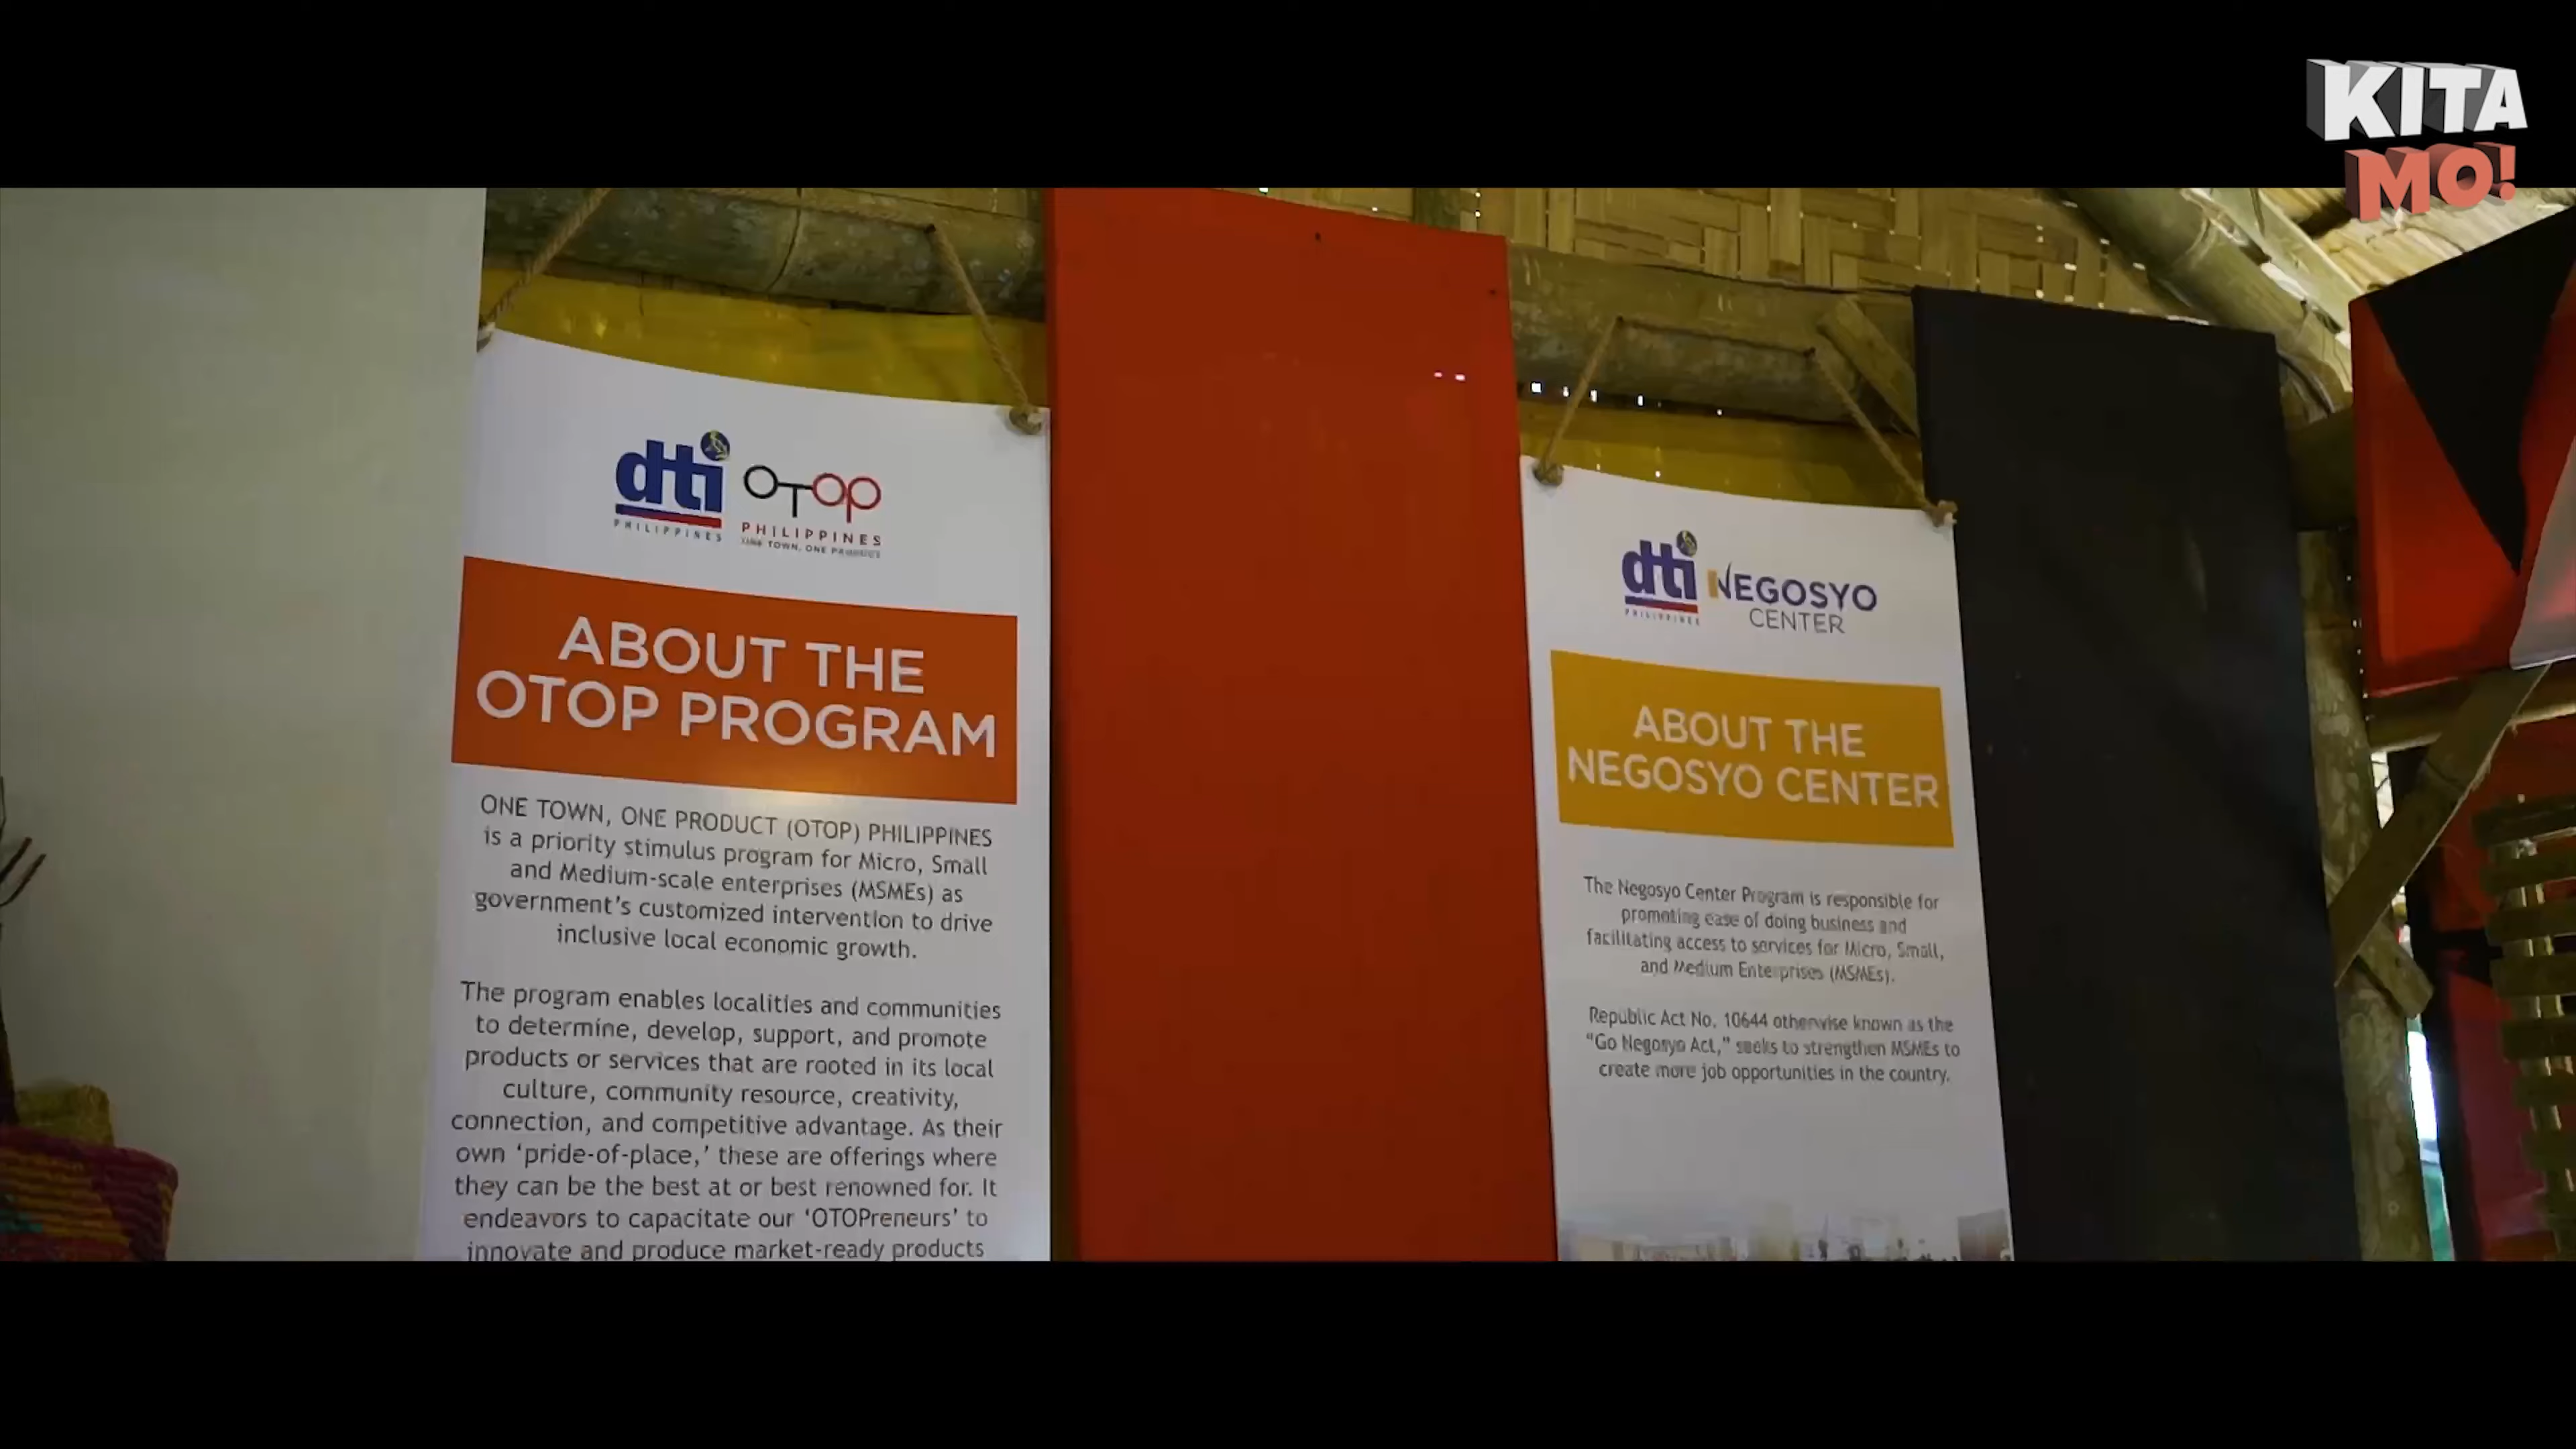 KITA
MO!
dti
PHILIPPINES
OTOP
PHILIPPINES
ONE TOWN, ONE PRODUCT
ABOUT THE
OTOP PROGRAM
ONE TOWN, ONE PRODUCT (OTOP) PHILIPPINES
is a priority stimulus program for Micro, Small
and Medium-scale enterprises (MSMEs) as
government's customized intervention to drive
inclusive local economic growth.
The program enables localities and communities
to determine, develop, support, and promote
products or services that are rooted in its local
culture, community resource, creativity,
connection, and competitive advantage. As their
own ‘pride-of-place,’ these are offerings where
they can be the best at or best renowned for. It
endeavors to capacitate our ‘OTOPreneurs’ to
innovate and produce market-ready products
dti
PHILIPPINES
NEGOSYO
CENTER
ABOUT THE
NEGOSYO CENTER
The Negosyo Center Program is responsible for
promoting ease of doing business and
facilitating access to services for Micro, Small,
and Medium Enterprises (MSMEs).
Republic Act No. 10644 otherwise known as the
“Go Negosyo Act,” seeks to strengthen MSMEs to
create more job opportunities in the country.